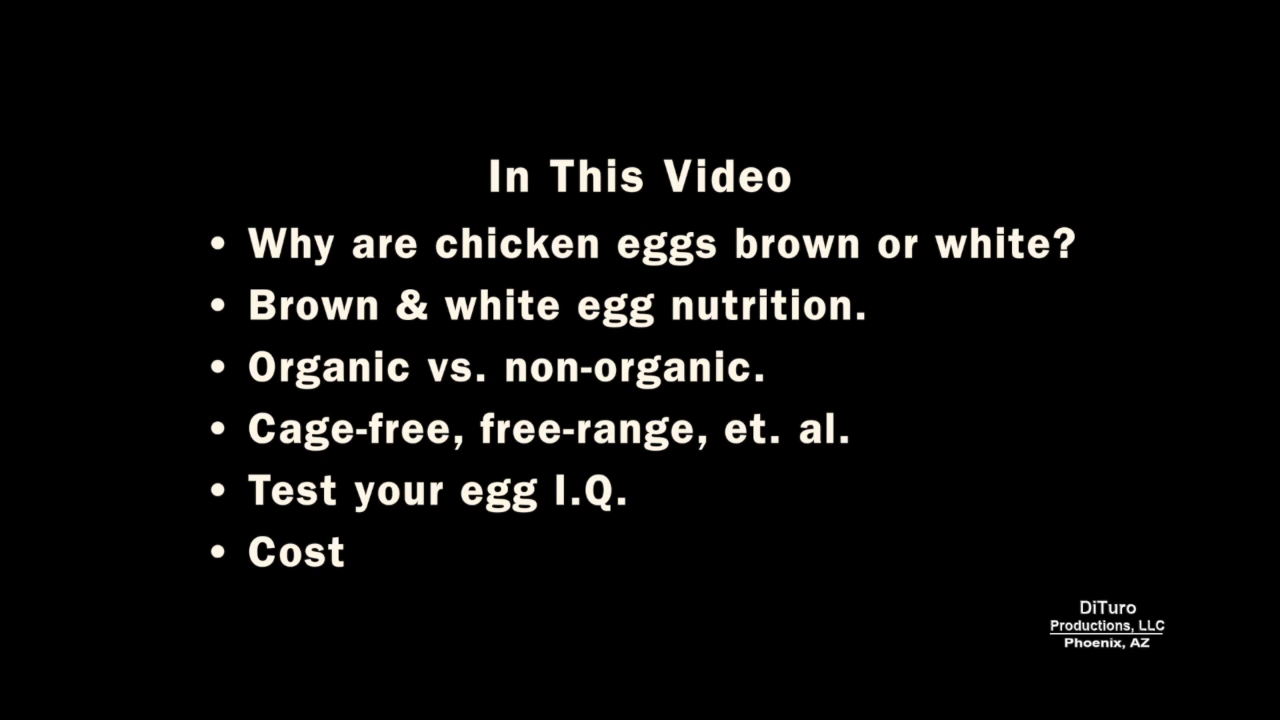 In This Video
• Why are chicken eggs brown or white?
• Brown & white egg nutrition.
• Organic vs. non-organic.
• Cage-free, free-range, et. al.
• Test your egg I.Q.
• Cost
DiTuro
Productions, LLC
Phoenix, AZ